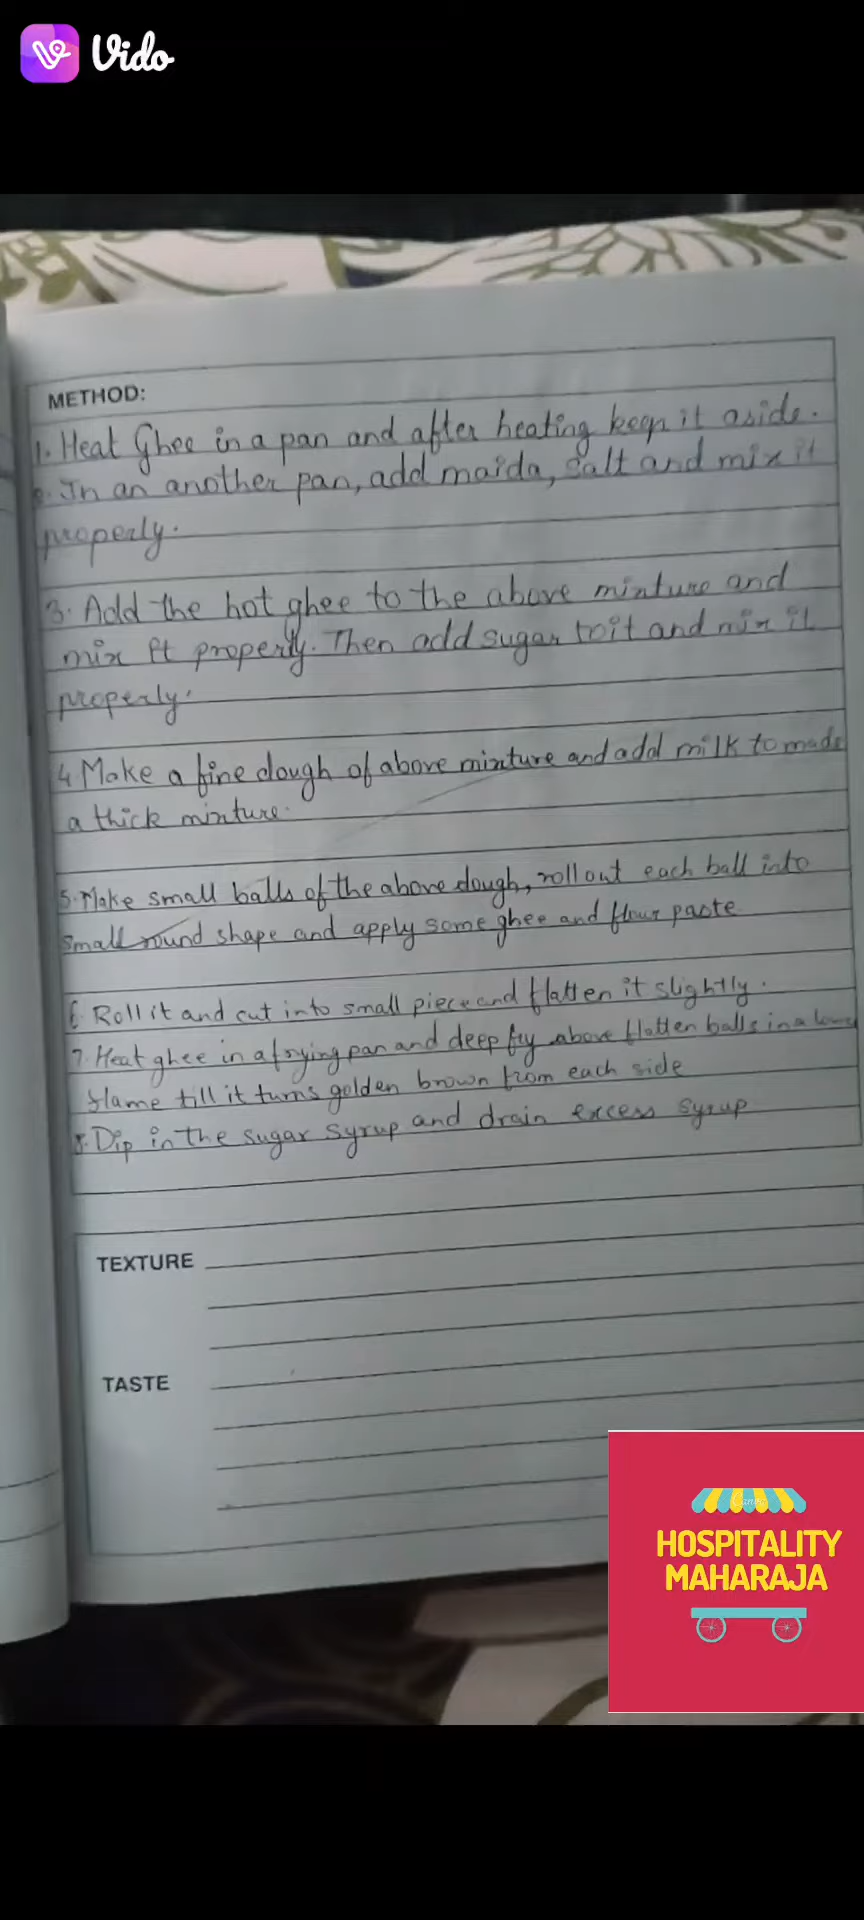 Vido
METHOD:
1. Heat Ghee in a pan and after heating keep it aside.
2. In an another pan, add maida, salt and mix it
properly.
3. Add the hot ghee to the above mixture and
mix it properly. Then add sugar to it and mix it
properly.
4. Make a fine dough of above mixture and add milk to made
a thick mixture.
5. Make small balls of the above dough, roll out each ball into
small round shape and apply some ghee and flour paste
6. Roll it and cut into small piece and flatten it slightly.
7. Heat ghee in a frying pan and deep fry above flatten balls in a
flame till it turns golden brown from each side
8. Dip in the sugar syrup and drain excess syrup
TEXTURE
TASTE
Canva
HOSPITALITY
MAHARAJA